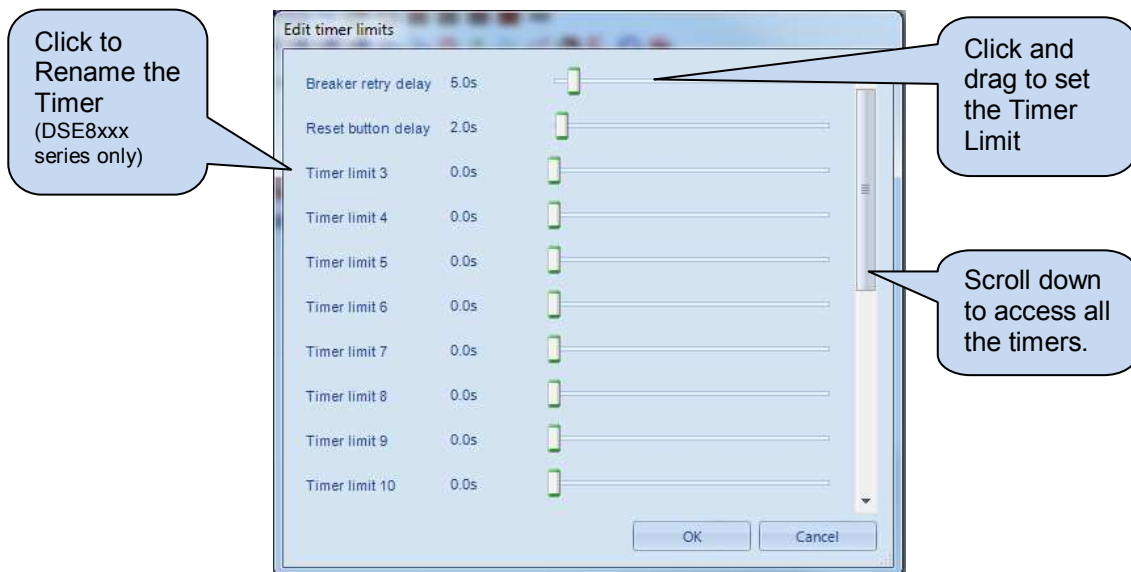 Edit timer limits
Click to
Rename the
Timer
(DSE8xxx
series only)
Click and
drag to set
the Timer
Limit
Breaker retry delay 5.0s
Reset button delay 2.0s
Timer limit 3 0.0s
Timer limit 4 0.0s
Timer limit 5 0.0s
Timer limit 6 0.0s
Timer limit 7 0.0s
Timer limit 8 0.0s
Timer limit 9 0.0s
Timer limit 10 0.0s
Scroll down
to access all
the timers.
OK Cancel